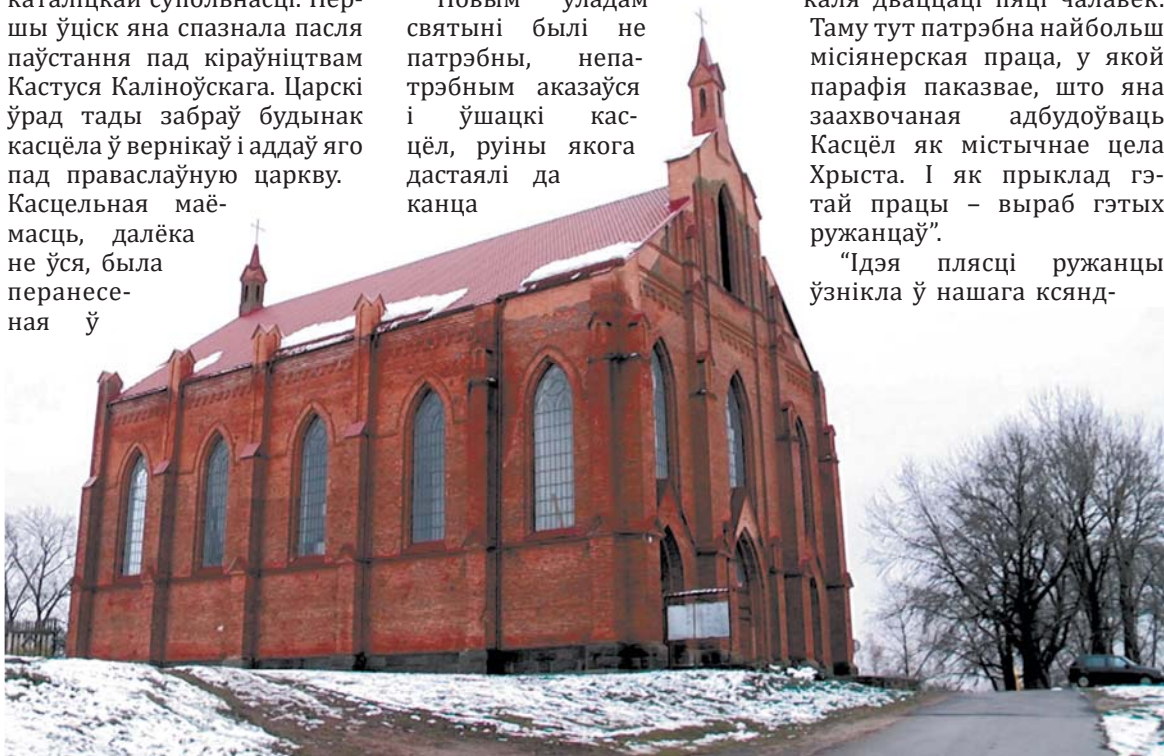 каталіцкай супольнасці. Пер-
шы ўціск яна спазнала пасля
паўстання пад кіраўніцтвам
Кастуся Каліноўскага. Царскі
ўрад тады забраў будынак
касцёла ў вернікаў і аддаў яго
пад праваслаўную царкву.
Касцельная маё-
масць, далёка
не ўся, была
перанесе-
ная ў
Новым уладам
святыні былі не
патрэбны, непа-
трэбным аказаўся
і ўшацкі кас-
цёл, руіны якога
дастаялі да
канца
каля дваццаці пяці чалавек.
Таму тут патрэбна найбольш
місіянерская праца, у якой
парафія паказвае, што яна
заахвочаная адбудоўваць
Касцёл як містычнае цела
Хрыста. І як прыклад гэ-
тай працы – выраб гэтых
ружанцаў”.
“Ідэя плясці ружанцы
ўзнікла ў нашага ксянд-